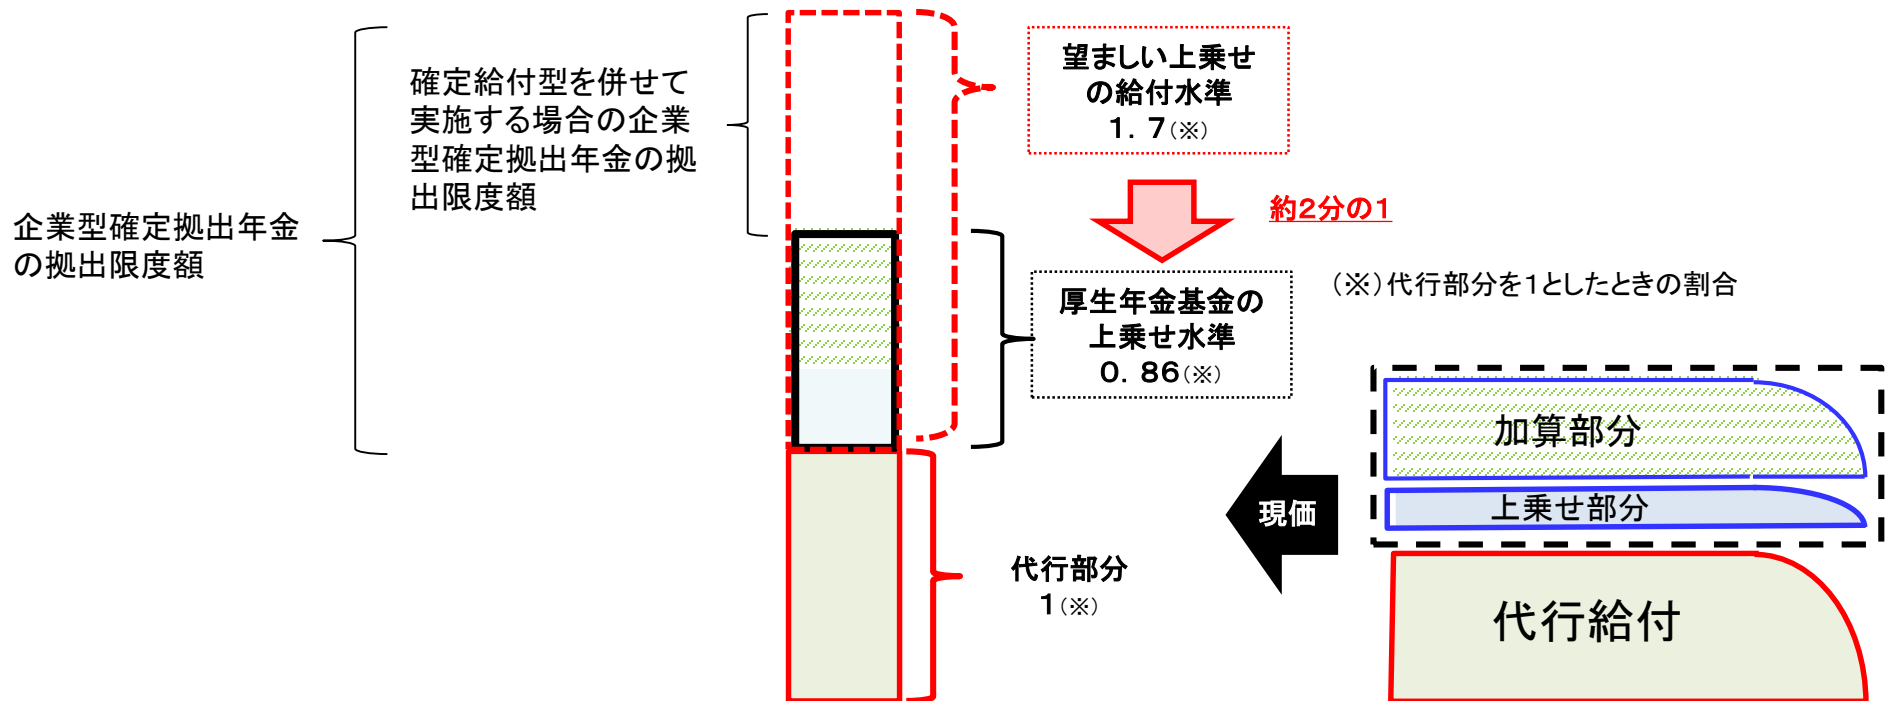 企業型確定拠出年金
の拠出限度額
確定給付型を併せて
実施する場合の企業
型確定拠出年金の拠
出限度額
望ましい上乗せ
の給付水準
1．7(※)
約2分の1
厚生年金基金の
上乗せ水準
0．86(※)
(※)代行部分を1としたときの割合
代行部分
1(※)
現価
加算部分
上乗せ部分
代行給付